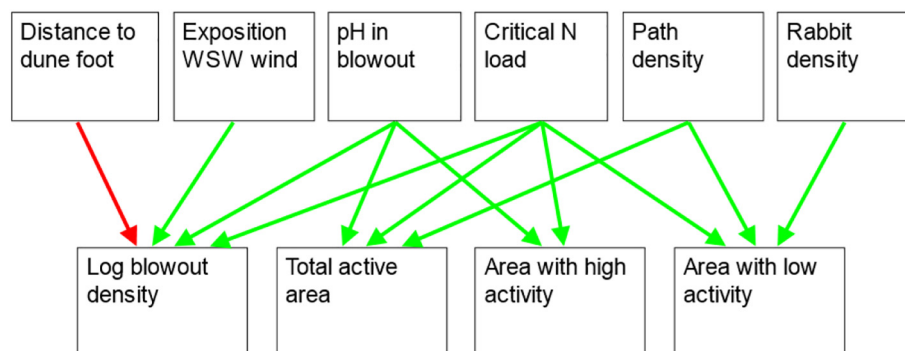 Distance to
dune foot
Exposition
WSW wind
pH in
blowout
Critical N
load
Path
density
Rabbit
density
Log blowout
density
Total active
area
Area with high
activity
Area with low
activity